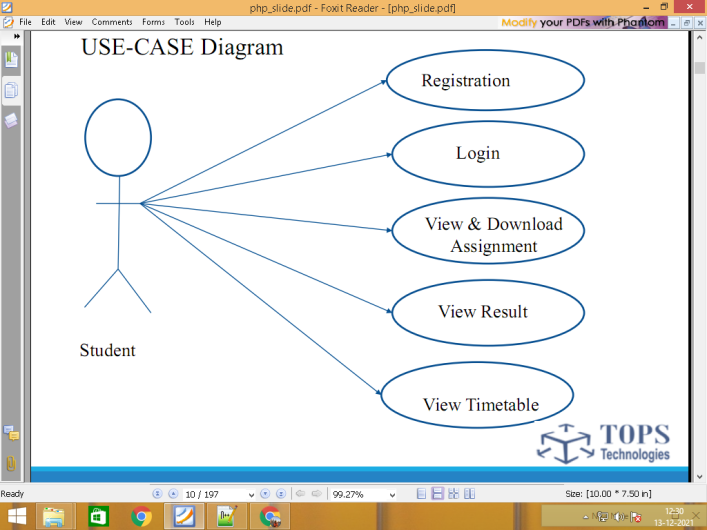 php_slide.pdf - Foxit Reader - [php_slide.pdf]
File Edit View Comments Forms Tools Help
Modify your PDFs with Phantom
USE-CASE Diagram
Registration
Login
View & Download
Assignment
View Result
Student
View Timetable
TOPS
Technologies
Ready
10 / 197
99.27%
Size: [10.00 * 7.50 in]
12:30
13-12-2021